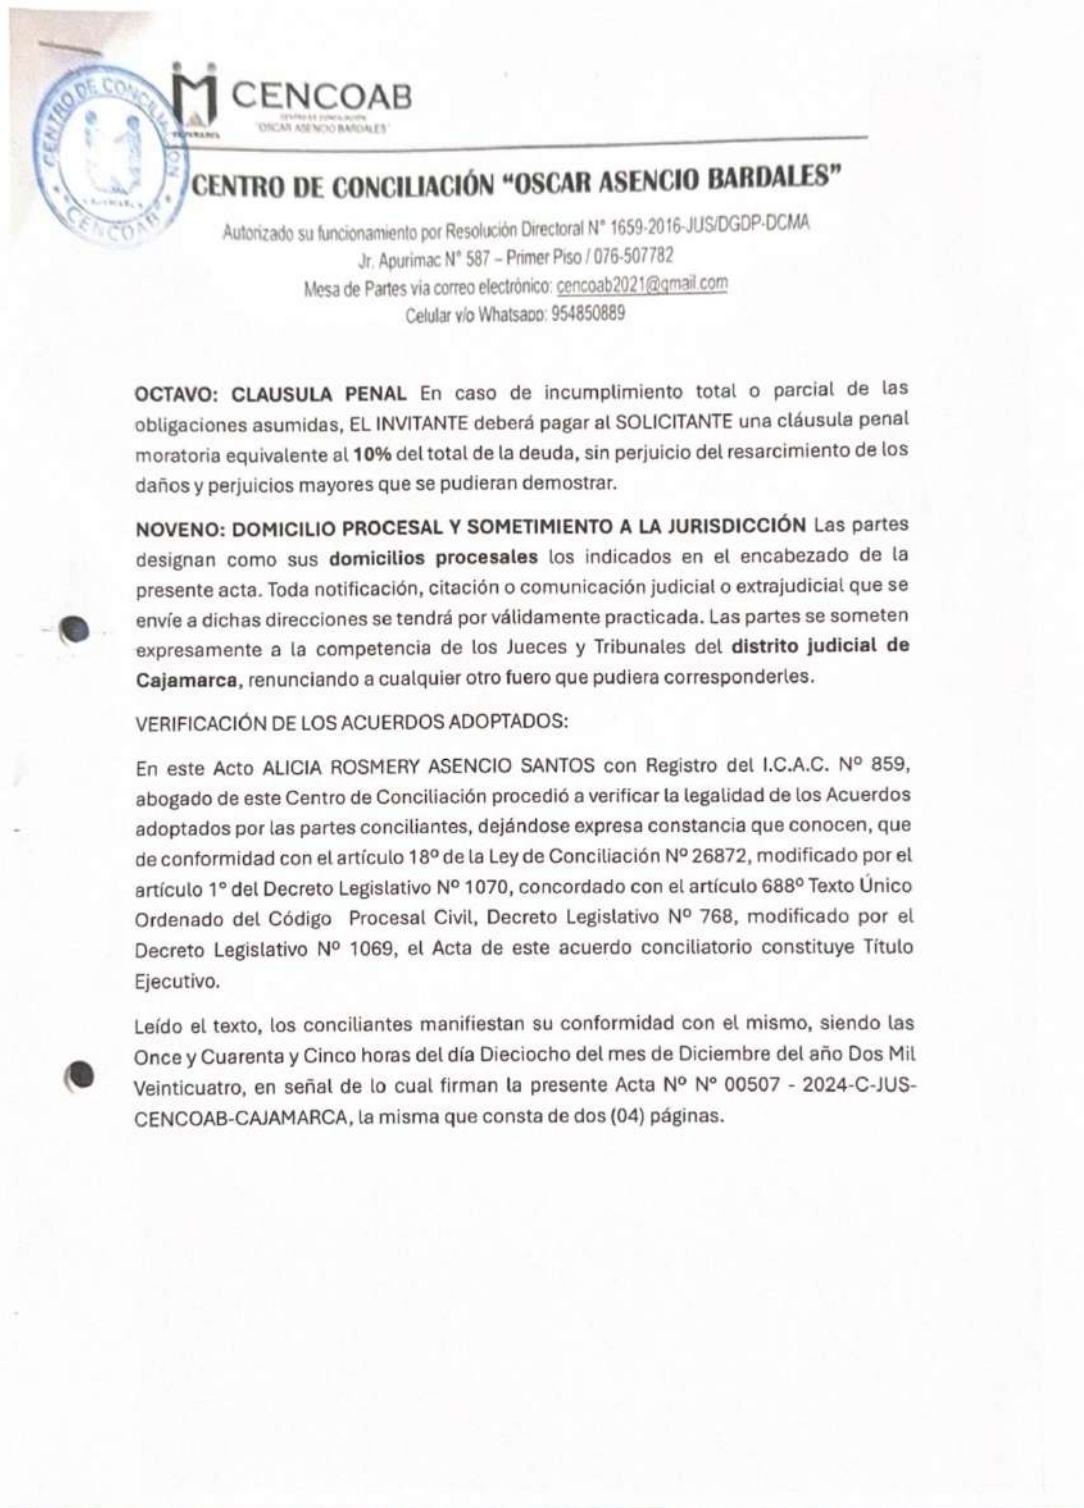 CENTRO DE CONCILIACIÓN
CENCOAB
CENCOAB
CENTRO DE CONCILIACIÓN
"OSCAR ASENCIO BARDALES"
CENTRO DE CONCILIACIÓN “OSCAR ASENCIO BARDALES”
Autorizado su funcionamiento por Resolución Directoral N° 1659-2016-JUS/DGDP-DCMA
Jr. Apurimac N° 587 – Primer Piso / 076-507782
Mesa de Partes via correo electrónico: cencoab2021@gmail.com
Celular y/o Whatsapp: 954850889
OCTAVO: CLAUSULA PENAL En caso de incumplimiento total o parcial de las
obligaciones asumidas, EL INVITANTE deberá pagar al SOLICITANTE una cláusula penal
moratoria equivalente al 10% del total de la deuda, sin perjuicio del resarcimiento de los
daños y perjuicios mayores que se pudieran demostrar.
NOVENO: DOMICILIO PROCESAL Y SOMETIMIENTO A LA JURISDICCIÓN Las partes
designan como sus domicilios procesales los indicados en el encabezado de la
presente acta. Toda notificación, citación o comunicación judicial o extrajudicial que se
envíe a dichas direcciones se tendrá por válidamente practicada. Las partes se someten
expresamente a la competencia de los Jueces y Tribunales del distrito judicial de
Cajamarca, renunciando a cualquier otro fuero que pudiera corresponderles.
VERIFICACIÓN DE LOS ACUERDOS ADOPTADOS:
En este Acto ALICIA ROSMERY ASENCIO SANTOS con Registro del I.C.A.C. Nº 859,
abogado de este Centro de Conciliación procedió a verificar la legalidad de los Acuerdos
adoptados por las partes conciliantes, dejándose expresa constancia que conocen, que
de conformidad con el artículo 18º de la Ley de Conciliación Nº 26872, modificado por el
artículo 1º del Decreto Legislativo Nº 1070, concordado con el artículo 688º Texto Único
Ordenado del Código Procesal Civil, Decreto Legislativo Nº 768, modificado por el
Decreto Legislativo Nº 1069, el Acta de este acuerdo conciliatorio constituye Título
Ejecutivo.
Leído el texto, los conciliantes manifiestan su conformidad con el mismo, siendo las
Once y Cuarenta y Cinco horas del día Dieciocho del mes de Diciembre del año Dos Mil
Veinticuatro, en señal de lo cual firman la presente Acta Nº N° 00507 - 2024-C-JUS-
CENCOAB-CAJAMARCA, la misma que consta de dos (04) páginas.